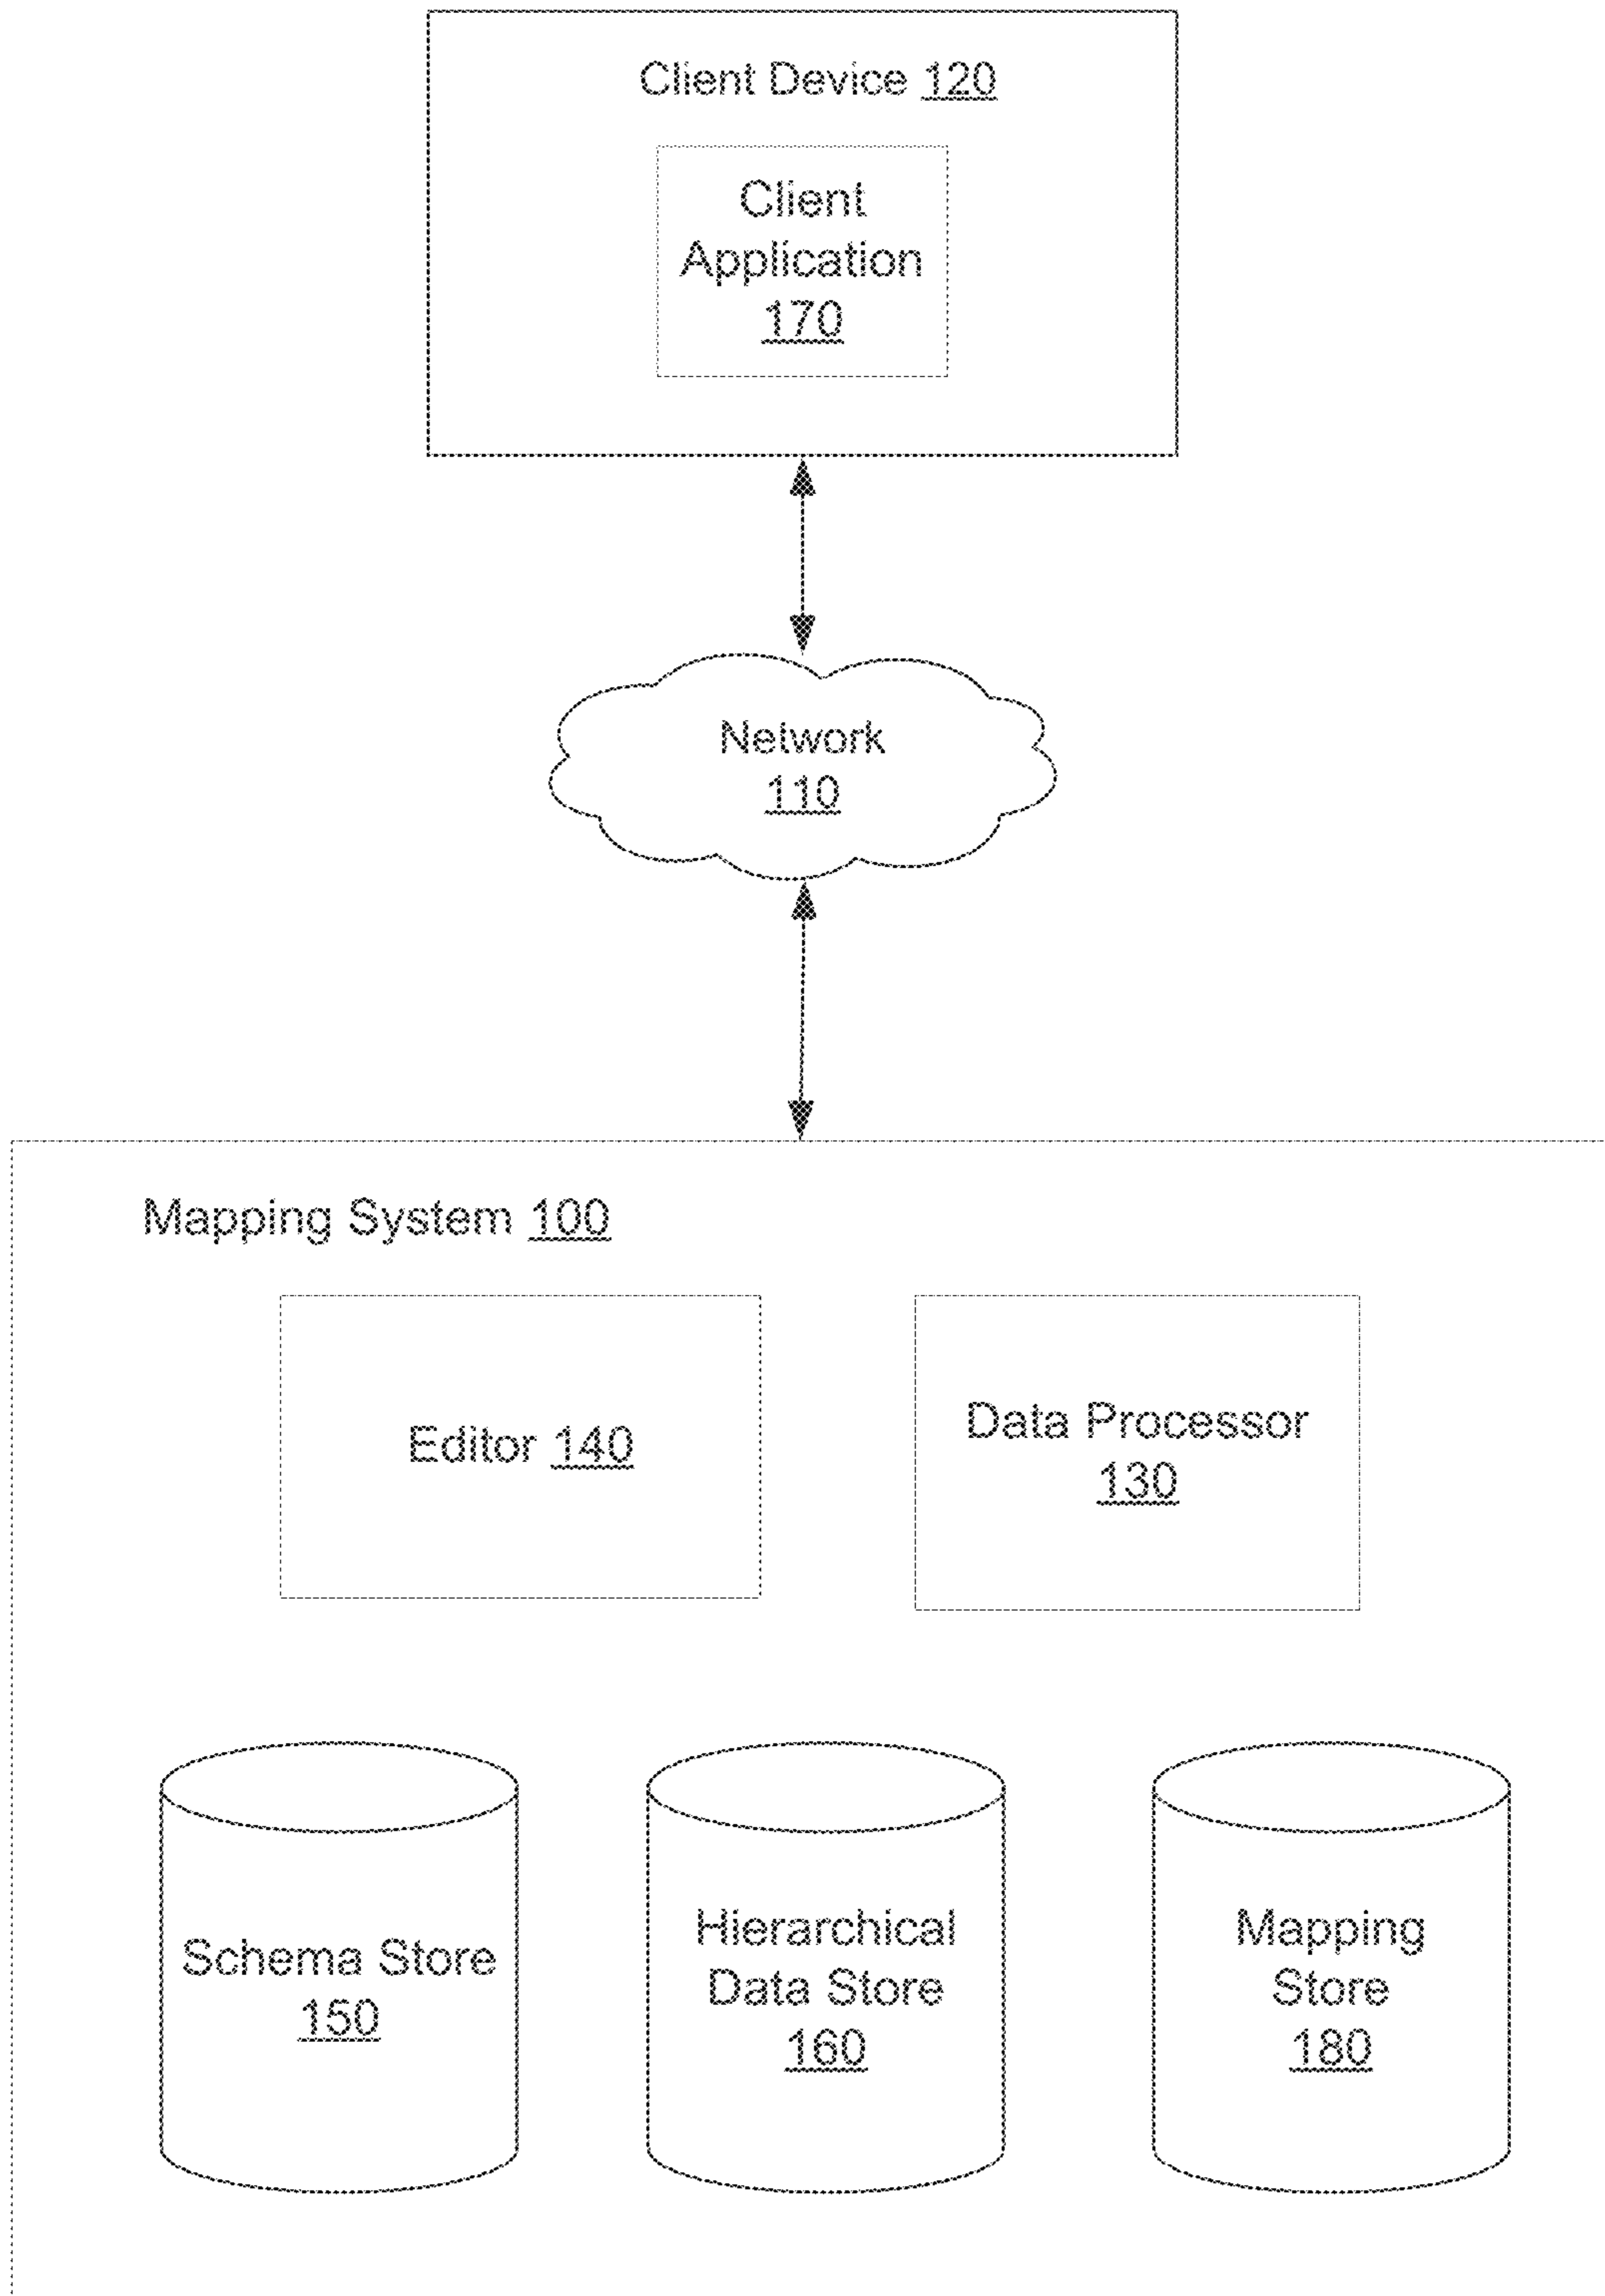 Client Device 120
Client
Application
170
Network
110
Mapping System 100
Editor 140
Data Processor
130
Schema Store
150
Hierarchical
Data Store
160
Mapping
Store
180